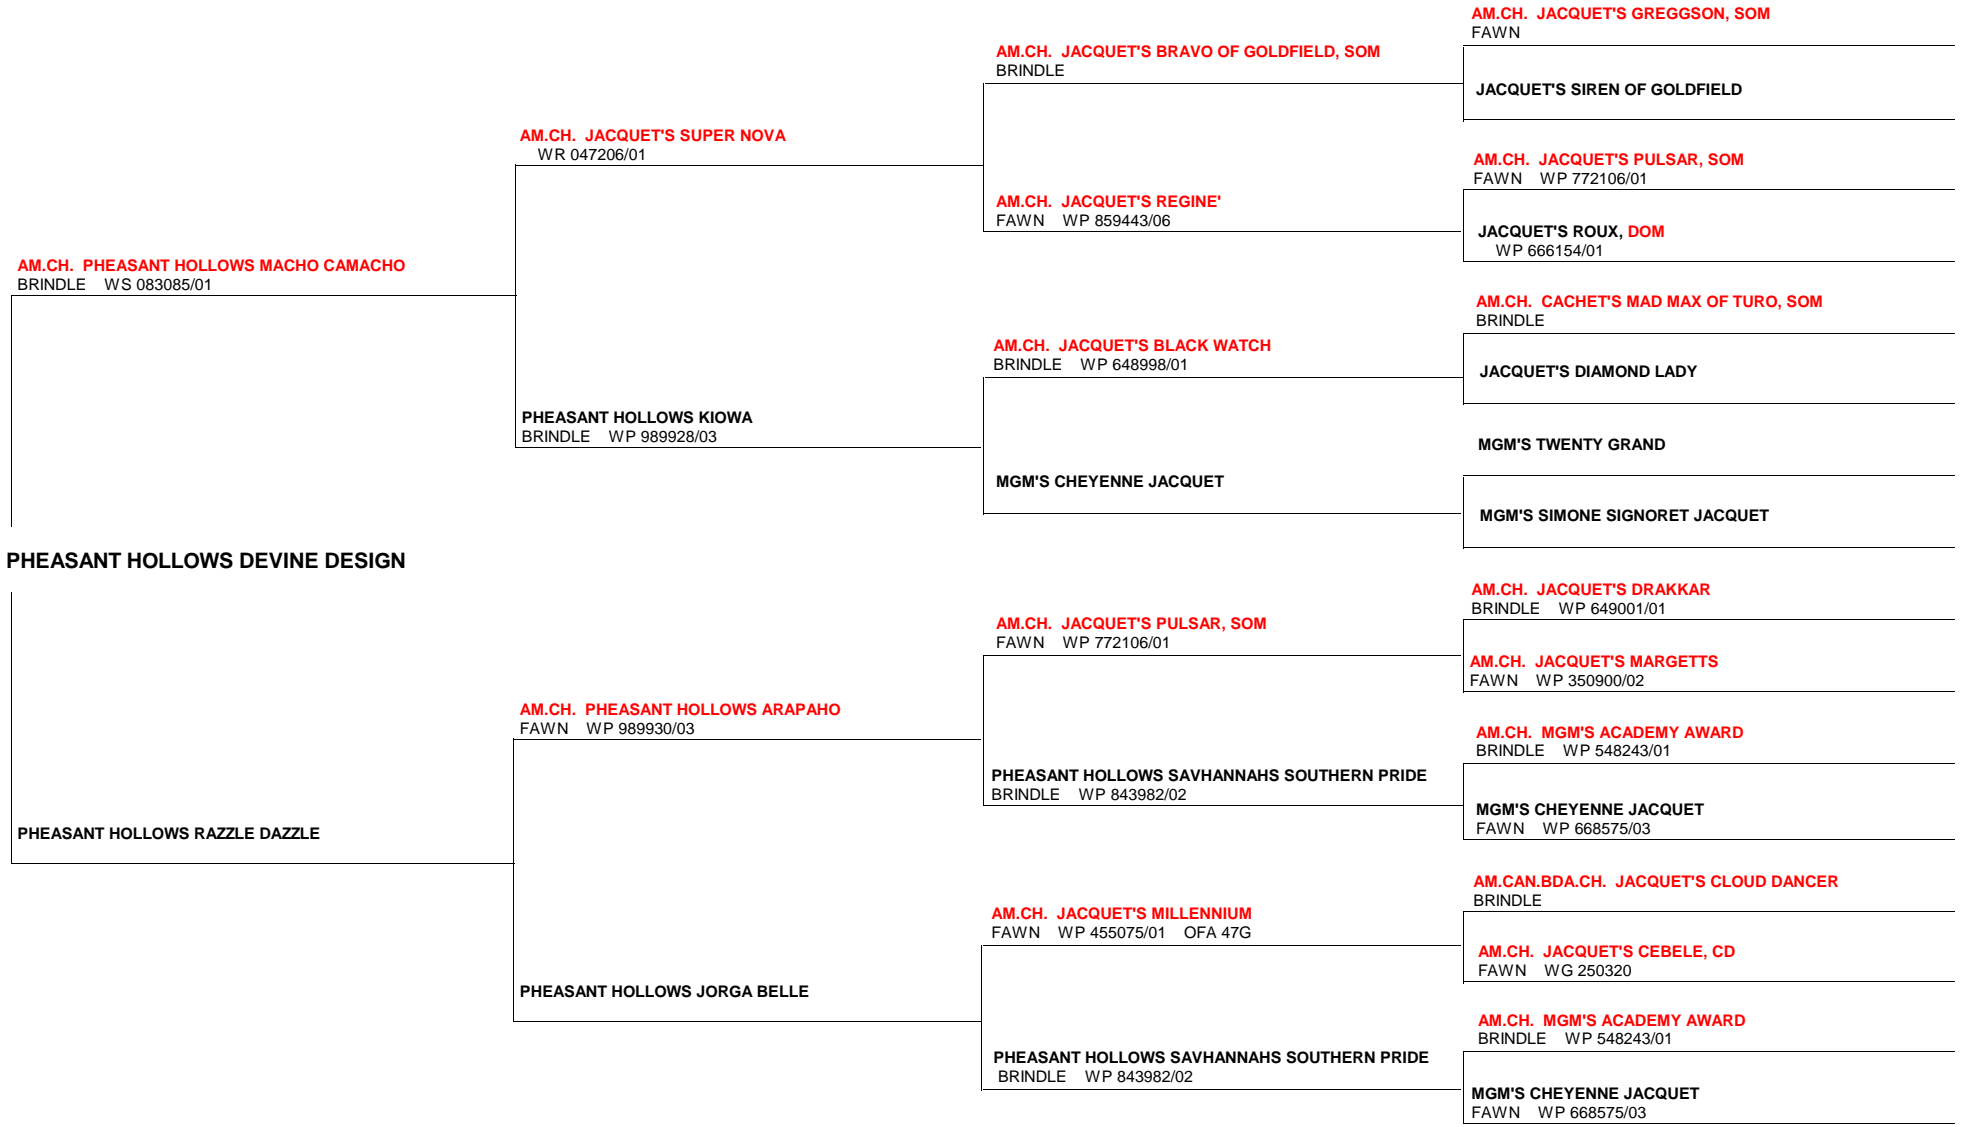 AM.CH. JACQUET'S GREGGSON, SOM
FAWN
AM.CH. JACQUET'S BRAVO OF GOLDFIELD, SOM
BRINDLE
JACQUET'S SIREN OF GOLDFIELD
AM.CH. JACQUET'S SUPER NOVA
WR 047206/01
AM.CH. JACQUET'S PULSAR, SOM
FAWN WP 772106/01
AM.CH. JACQUET'S REGINE'
FAWN WP 859443/06
JACQUET'S ROUX, DOM
WP 666154/01
AM.CH. PHEASANT HOLLOWS MACHO CAMACHO
BRINDLE WS 083085/01
AM.CH. CACHET'S MAD MAX OF TURO, SOM
BRINDLE
AM.CH. JACQUET'S BLACK WATCH
BRINDLE WP 648998/01
JACQUET'S DIAMOND LADY
PHEASANT HOLLOWS KIOWA
BRINDLE WP 989928/03
MGM'S TWENTY GRAND
MGM'S CHEYENNE JACQUET
MGM'S SIMONE SIGNORET JACQUET
PHEASANT HOLLOWS DEVINE DESIGN
AM.CH. JACQUET'S DRAKKAR
BRINDLE WP 649001/01
AM.CH. JACQUET'S PULSAR, SOM
FAWN WP 772106/01
AM.CH. JACQUET'S MARGETTS
FAWN WP 350900/02
AM.CH. PHEASANT HOLLOWS ARAPAHO
FAWN WP 989930/03
AM.CH. MGM'S ACADEMY AWARD
BRINDLE WP 548243/01
PHEASANT HOLLOWS SAVHANNAHS SOUTHERN PRIDE
BRINDLE WP 843982/02
MGM'S CHEYENNE JACQUET
FAWN WP 668575/03
PHEASANT HOLLOWS RAZZLE DAZZLE
AM.CAN.BDA.CH. JACQUET'S CLOUD DANCER
BRINDLE
AM.CH. JACQUET'S MILLENNIUM
FAWN WP 455075/01 OFA 47G
AM.CH. JACQUET'S CEBELE, CD
FAWN WG 250320
PHEASANT HOLLOWS JORGA BELLE
AM.CH. MGM'S ACADEMY AWARD
BRINDLE WP 548243/01
PHEASANT HOLLOWS SAVHANNAHS SOUTHERN PRIDE
BRINDLE WP 843982/02
MGM'S CHEYENNE JACQUET
FAWN WP 668575/03